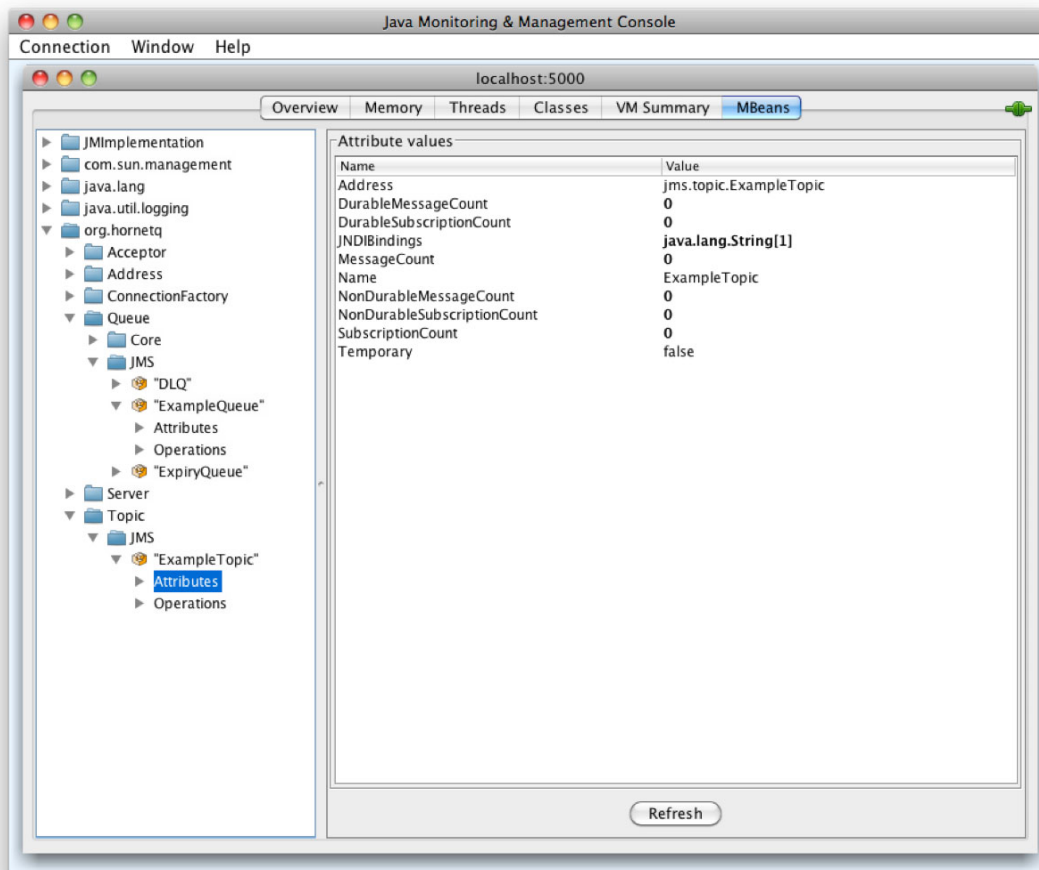 Java Monitoring & Management Console
Connection Window Help
localhost:5000
Overview Memory Threads Classes VM Summary MBeans
JMImplementation
com.sun.management
java.lang
java.util.logging
org.hornetq
Acceptor
Address
ConnectionFactory
Queue
Core
JMS
"DLQ"
"ExampleQueue"
Attributes
Operations
"ExpiryQueue"
Server
Topic
JMS
"ExampleTopic"
Attributes
Operations
Attribute values
Name Value
Address jms.topic.ExampleTopic
DurableMessageCount 0
DurableSubscriptionCount 0
JNDIBindings java.lang.String[1]
MessageCount 0
Name ExampleTopic
NonDurableMessageCount 0
NonDurableSubscriptionCount 0
SubscriptionCount 0
Temporary false
Refresh